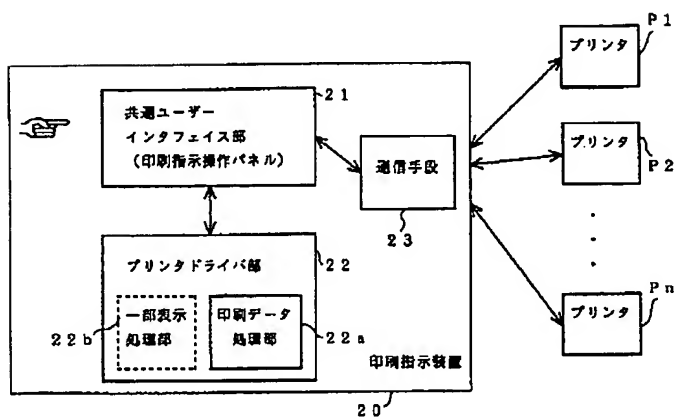 P1
プリンタ
21
共通ユーザー
インタフェイス部
(印刷指示操作パネル)
通信手段
23
プリンタ
P2
プリンタドライバ部
22
一部表示
処理部
22b
印刷データ
処理部
22a
印刷指示装置
20
プリンタ
Pn